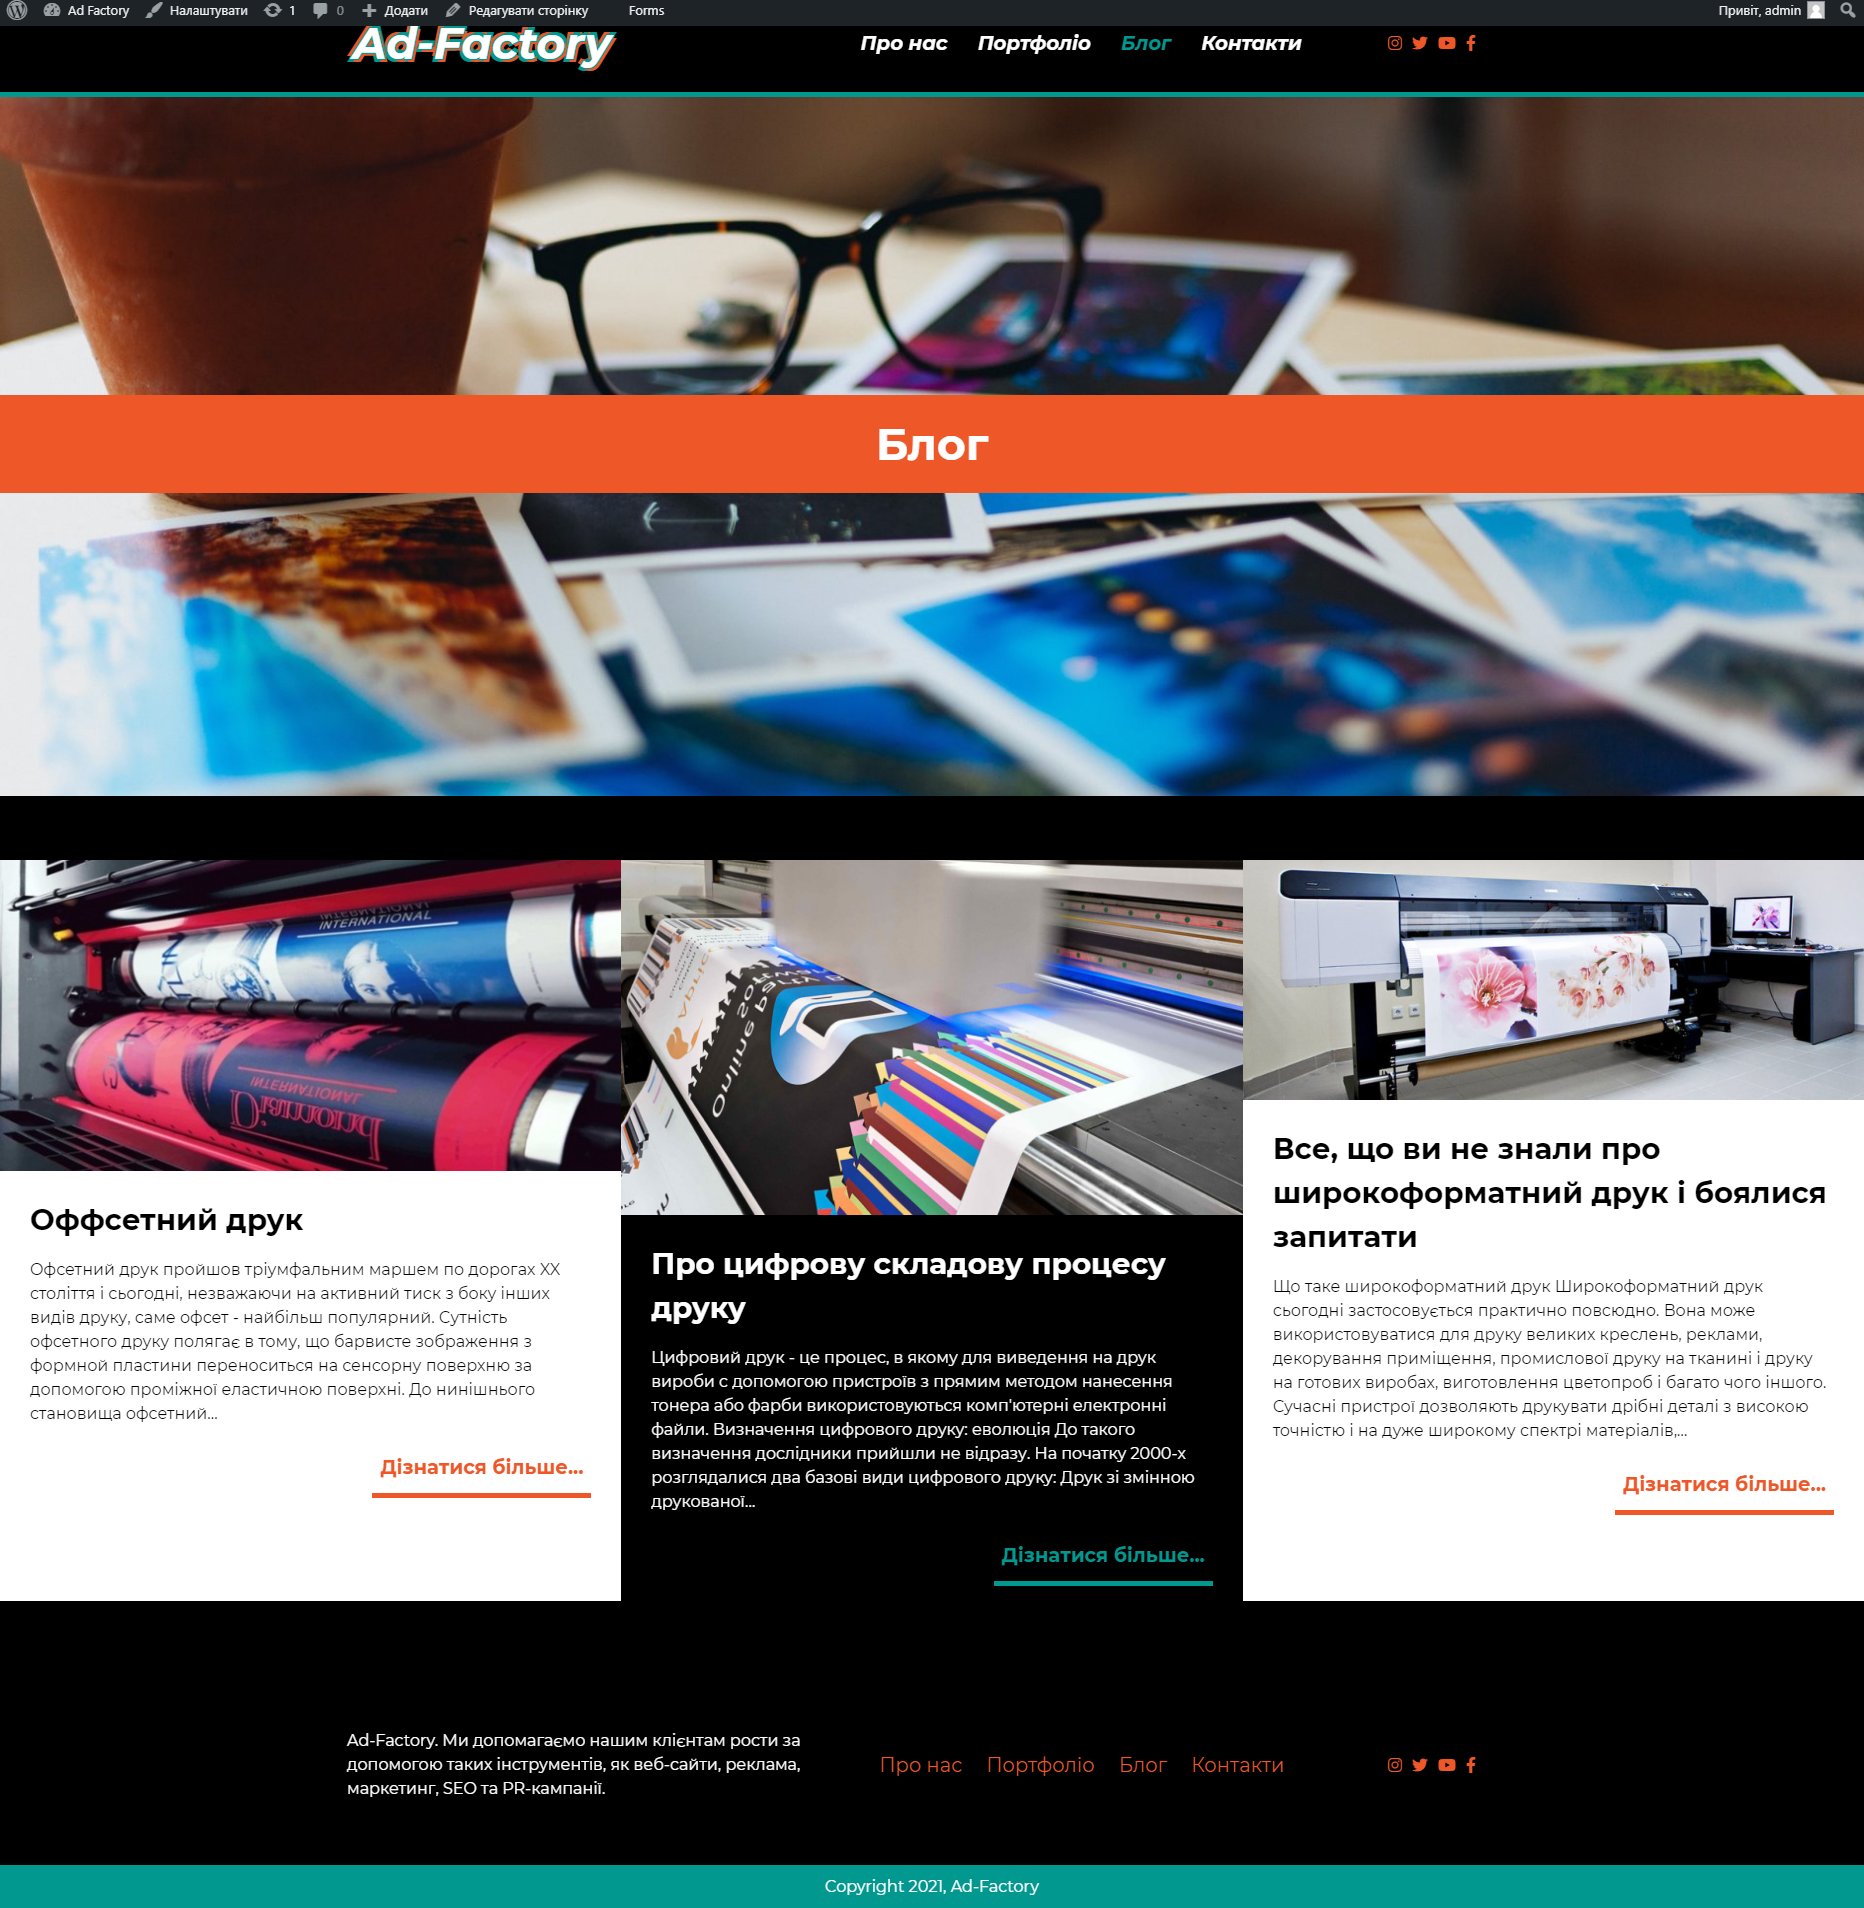 Ad Factory Налаштувати 1 0 Додати Редагувати сторінку Forms Привіт, admin
Ad-Factory Про нас Портфоліо Блог Контакти
Блог
INTERNATIONAL
INTERNATIONAL
Diamond
Оффсетний друк
Офсетний друк пройшов тріумфальним маршем по дорогах XX
століття і сьогодні, незважаючи на активний тиск з боку інших
видів друку, саме офсет - найбільш популярний. Сутність
офсетного друку полягає в тому, що барвисте зображення з
формної пластини переноситься на сенсорну поверхню за
допомогою проміжної еластичною поверхні. До нинішнього
становища офсетний...
Дізнатися більше...
Про цифрову складову процесу
друку
Цифровий друк - це процес, в якому для виведення на друк
вироби с допомогою пристроїв з прямим методом нанесення
тонера або фарби використовуються комп'ютерні електронні
файли. Визначення цифрового друку: еволюція До такого
визначення дослідники прийшли не відразу. На початку 2000-х
розглядалися два базові види цифрового друку: Друк зі змінною
друкованої...
Дізнатися більше...
Все, що ви не знали про
широкоформатний друк і боялися
запитати
Що таке широкоформатний друк Широкоформатний друк
сьогодні застосовується практично повсюдно. Вона може
використовуватися для друку великих креслень, реклами,
декорування приміщення, промислової друку на тканині і друку
на готових виробах, виготовлення цветопроб і багато чого іншого.
Сучасні пристрої дозволяють друкувати дрібні деталі з високою
точністю і на дуже широкому спектрі матеріалів,...
Дізнатися більше...
Ad-Factory. Ми допомагаємо нашим клієнтам рости за
допомогою таких інструментів, як веб-сайти, реклама,
маркетинг, SEO та PR-кампанії.
Про нас Портфоліо Блог Контакти
Copyright 2021, Ad-Factory